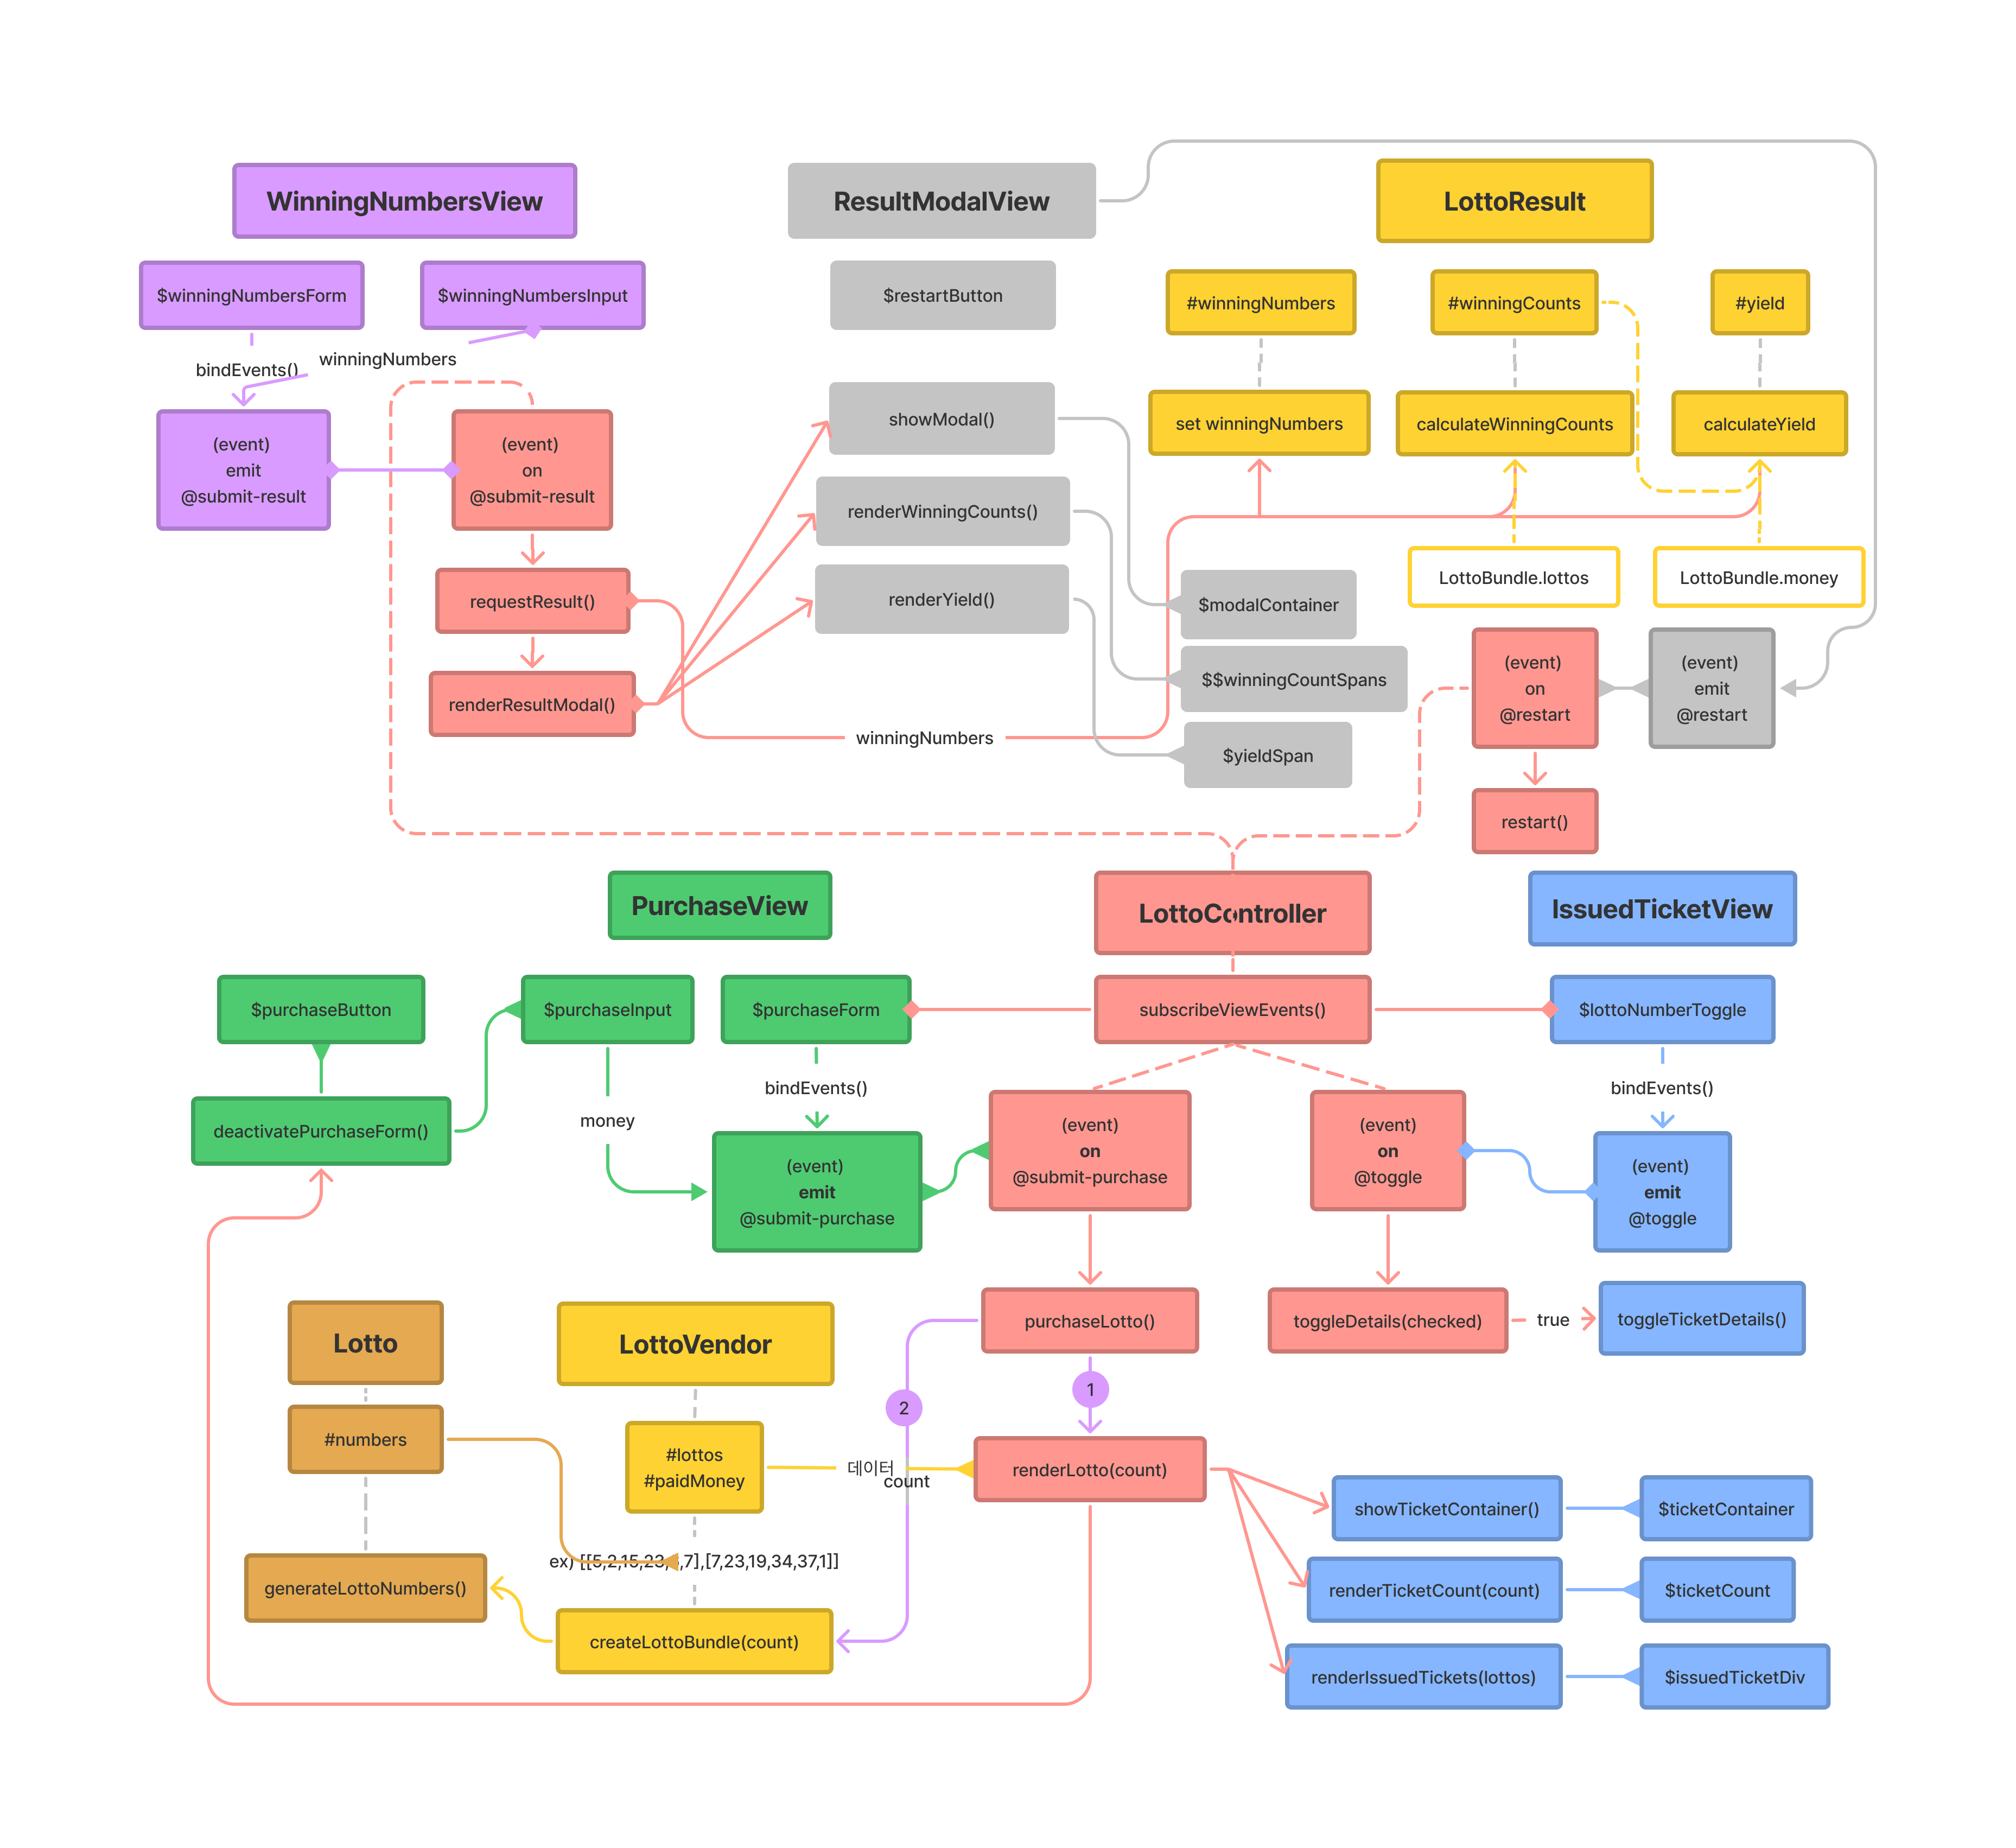 WinningNumbersView
ResultModalView
LottoResult
$winningNumbersForm
$winningNumbersInput
$restartButton
#winningNumbers
#winningCounts
#yield
bindEvents()
winningNumbers
(event)
emit
@submit-result
(event)
on
@submit-result
showModal()
set winningNumbers
calculateWinningCounts
calculateYield
renderWinningCounts()
requestResult()
renderYield()
LottoBundle.lottos
LottoBundle.money
$modalContainer
renderResultModal()
$$winningCountSpans
(event)
on
@restart
(event)
emit
@restart
winningNumbers
$yieldSpan
restart()
PurchaseView
LottoController
IssuedTicketView
$purchaseButton
$purchaseInput
$purchaseForm
subscribeViewEvents()
$lottoNumberToggle
deactivatePurchaseForm()
money
bindEvents()
bindEvents()
(event)
emit
@submit-purchase
(event)
on
@submit-purchase
(event)
on
@toggle
(event)
emit
@toggle
Lotto
LottoVendor
purchaseLotto()
toggleDetails(checked)
true
toggleTicketDetails()
1
2
#numbers
#lottos
#paidMoney
데이터
count
renderLotto(count)
showTicketContainer()
$ticketContainer
ex) [[5,2,15,23, ,7],[7,23,19,34,37,1]]
generateLottoNumbers()
renderTicketCount(count)
$ticketCount
createLottoBundle(count)
renderIssuedTickets(lottos)
$issuedTicketDiv